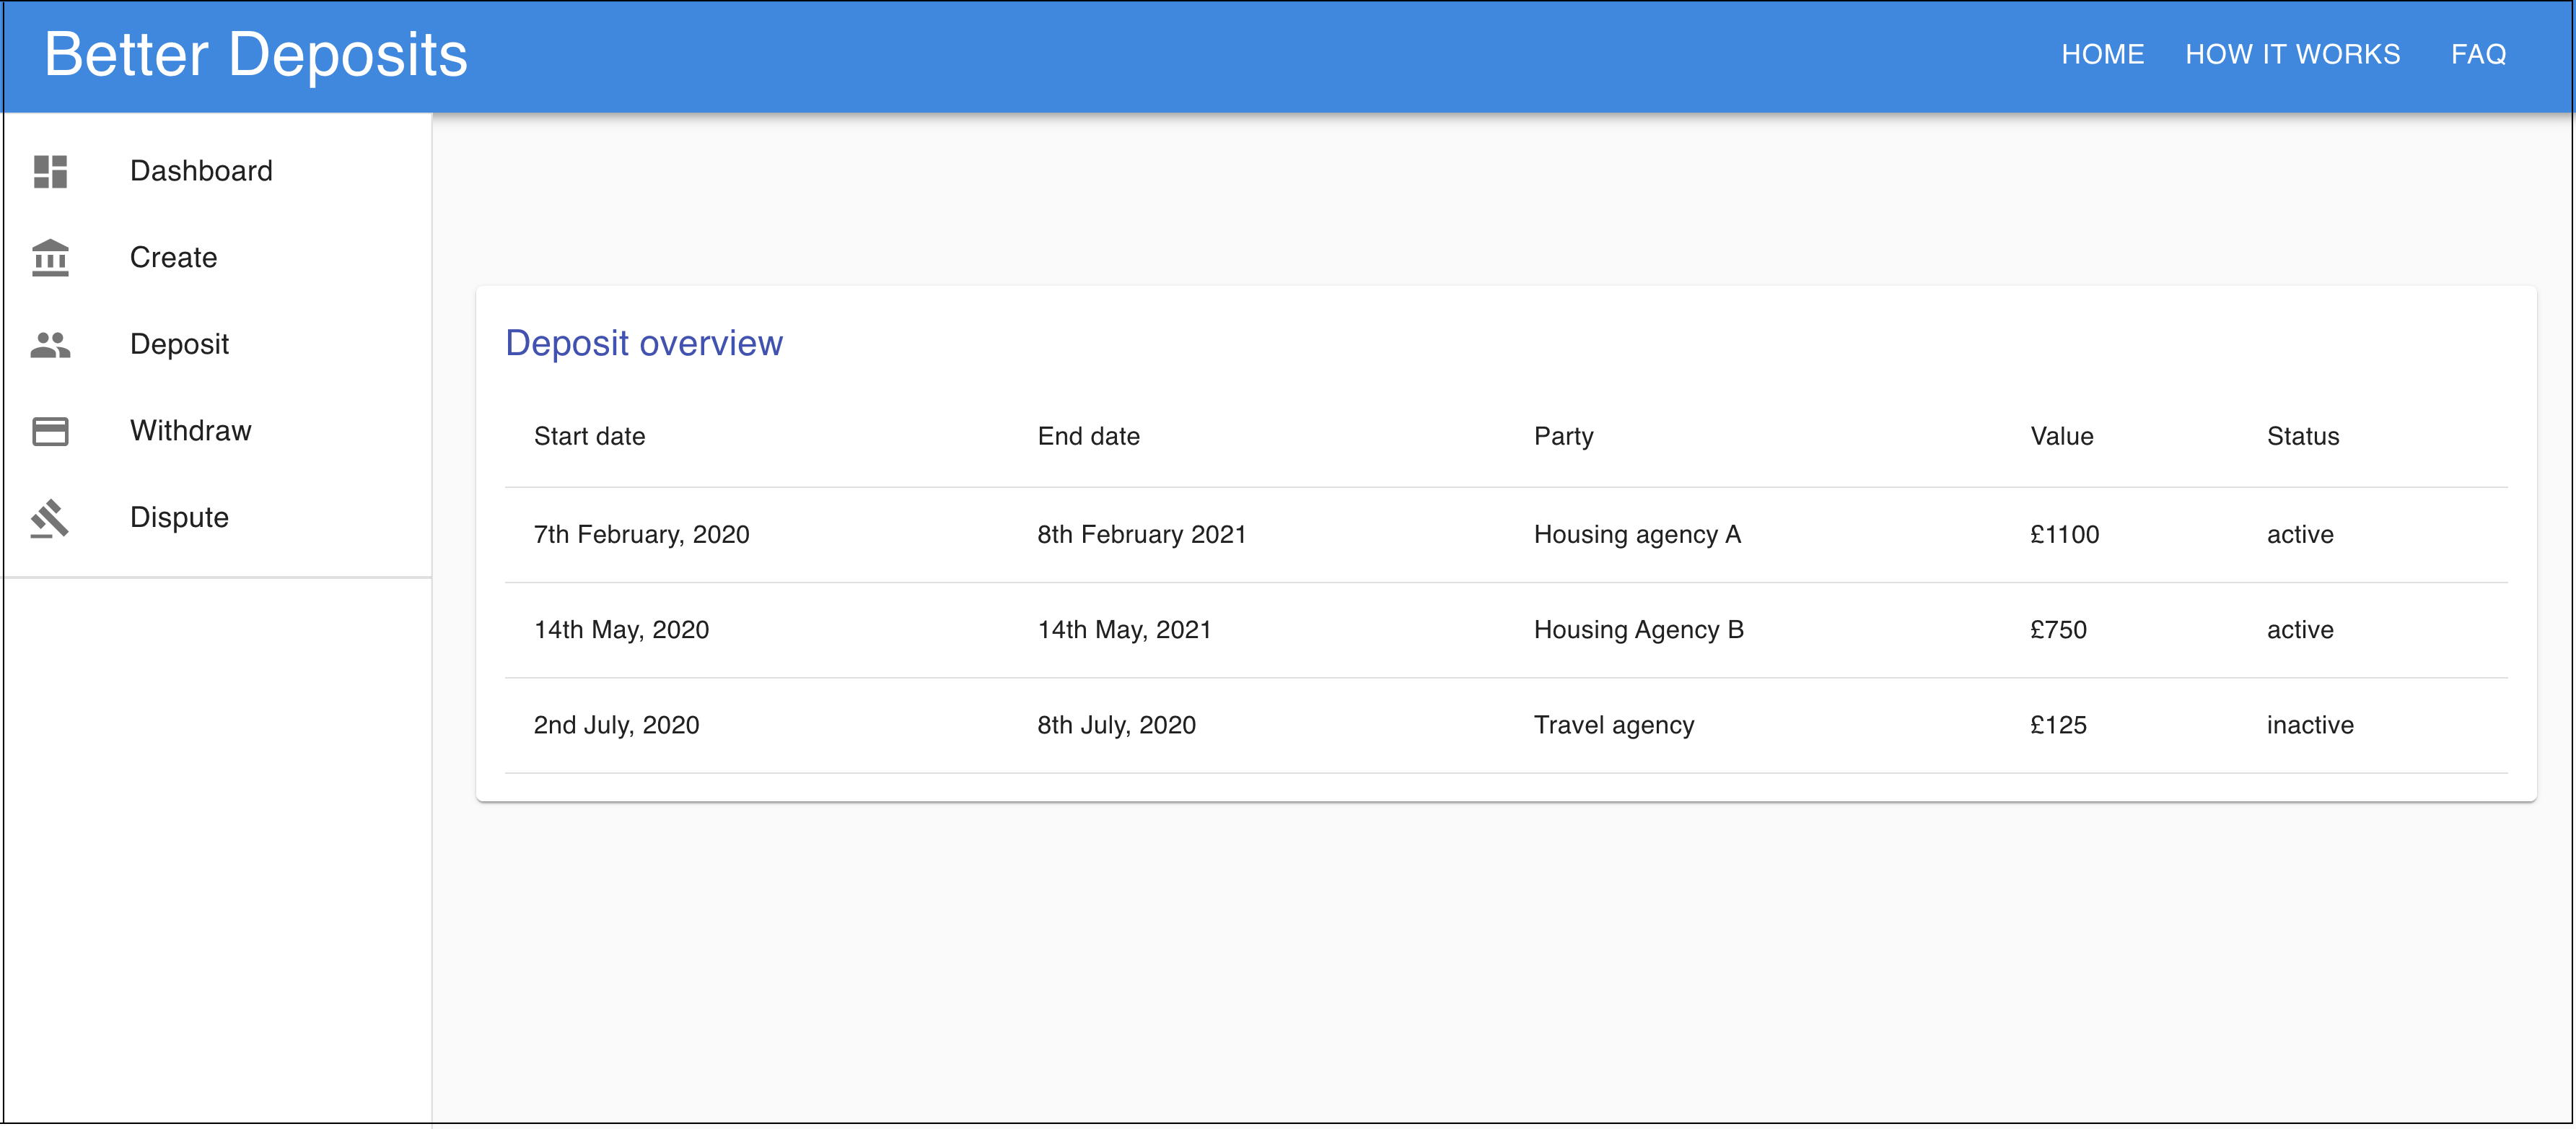 Better Deposits
HOME HOW IT WORKS FAQ
Dashboard
Create
Deposit
Withdraw
Dispute
Deposit overview
Start date End date Party Value Status
7th February, 2020 8th February 2021 Housing agency A £1100 active
14th May, 2020 14th May, 2021 Housing Agency B £750 active
2nd July, 2020 8th July, 2020 Travel agency £125 inactive